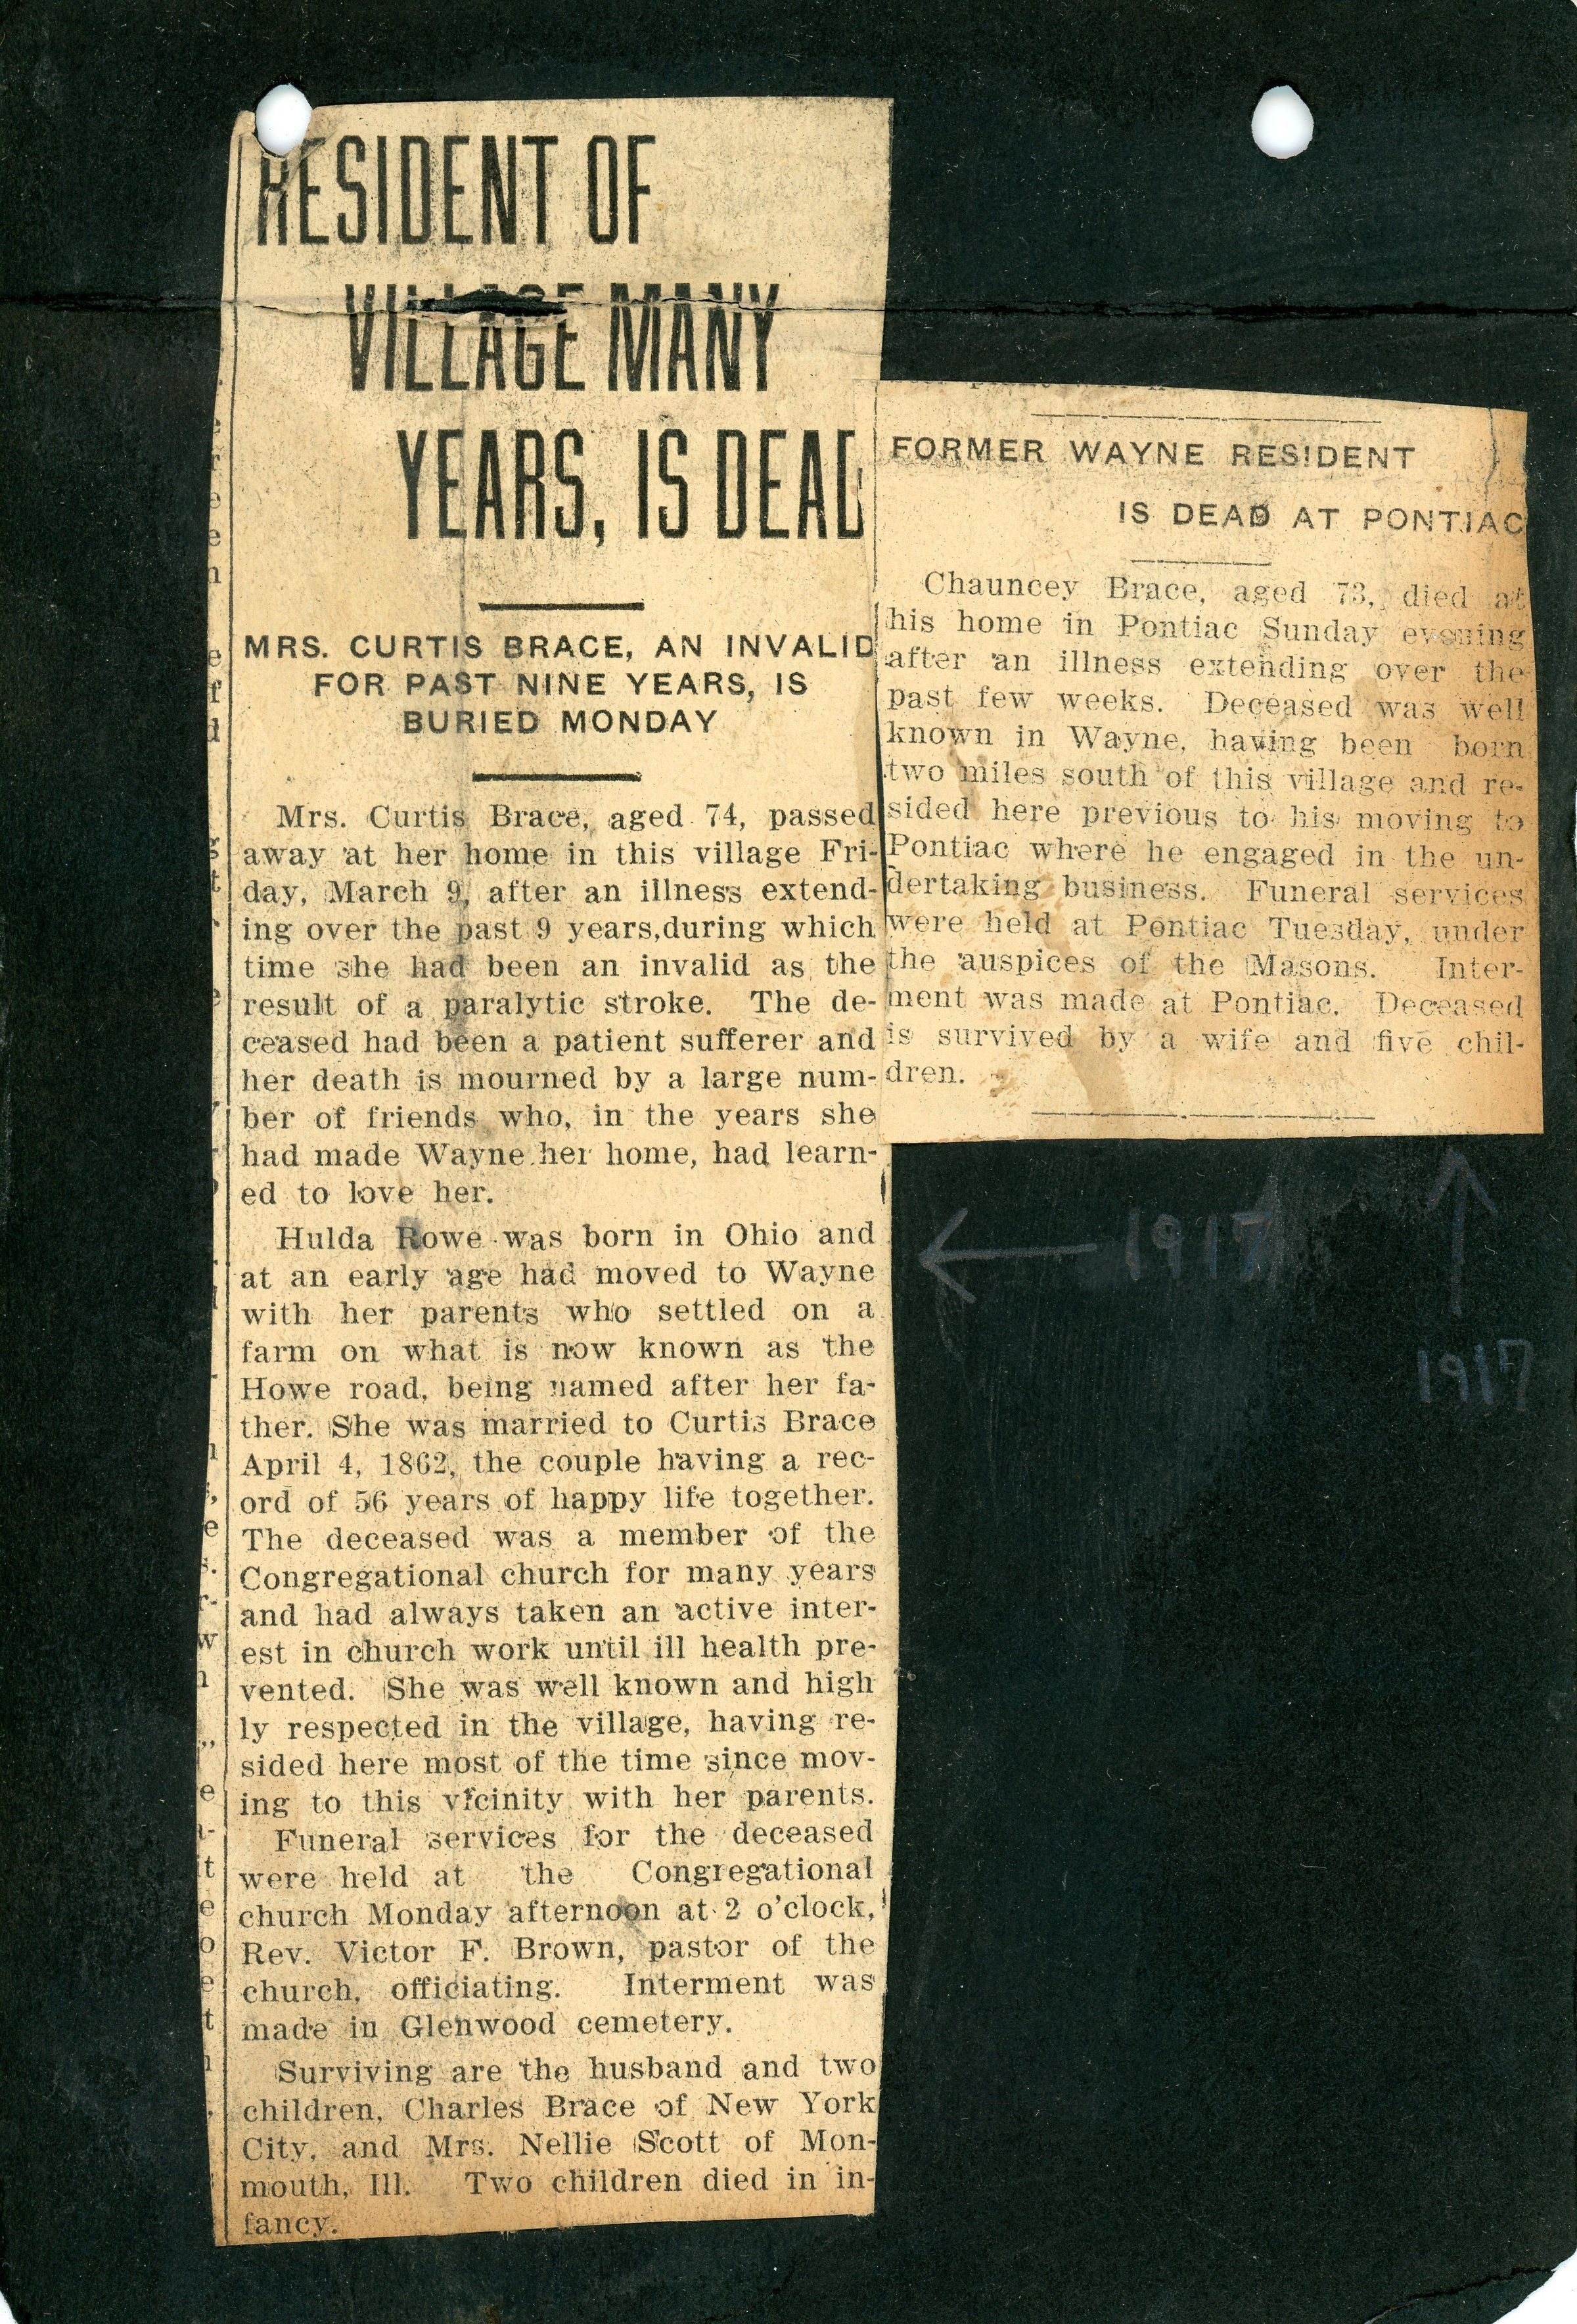 RESIDENT OF
VILLAGE MANY
YEARS, IS DEAD
MRS. CURTIS BRACE, AN INVALID
FOR PAST NINE YEARS, IS
BURIED MONDAY
Mrs. Curtis Brace, aged 74, passed
away at her home in this village Fri-
day, March 9, after an illness extend-
ing over the past 9 years,during which
time she had been an invalid as the
result of a paralytic stroke. The de-
ceased had been a patient sufferer and
her death is mourned by a large num-
ber of friends who, in the years she
had made Wayne her home, had learn-
ed to love her.
Hulda Rowe was born in Ohio and
at an early age had moved to Wayne
with her parents who settled on a
farm on what is now known as the
Howe road, being named after her fa-
ther. She was married to Curtis Brace
April 4, 1862, the couple having a rec-
ord of 56 years of happy life together.
The deceased was a member of the
Congregational church for many years
and had always taken an active inter-
est in church work until ill health pre-
vented. She was well known and high
ly respected in the village, having re-
sided here most of the time since mov-
ing to this vicinity with her parents.
Funeral services for the deceased
were held at the Congregational
church Monday afternoon at 2 o'clock,
Rev. Victor F. Brown, pastor of the
church, officiating. Interment was
made in Glenwood cemetery.
Surviving are the husband and two
children, Charles Brace of New York
City, and Mrs. Nellie Scott of Mon-
mouth, Ill. Two children died in in-
fancy.
FORMER WAYNE RESIDENT
IS DEAD AT PONTIAC
Chauncey Brace, aged 73, died at
his home in Pontiac Sunday evening
after an illness extending over the
past few weeks. Deceased was well
known in Wayne, having been born
two miles south of this village and re-
sided here previous to his moving to
Pontiac where he engaged in the un-
dertaking business. Funeral services
were held at Pontiac Tuesday, under
the auspices of the Masons. Inter-
ment was made at Pontiac. Deceased
is survived by a wife and five chil-
dren.
1917
1917